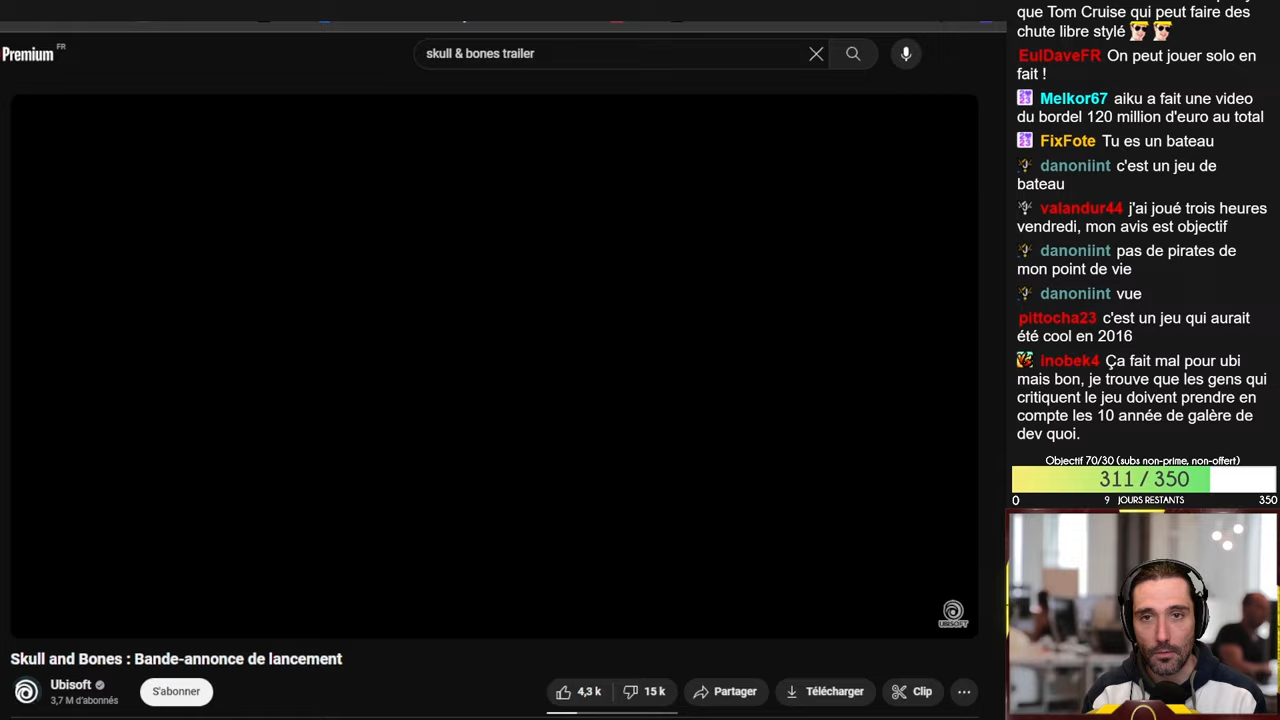 Premium FR
skull & bones trailer
UBISOFT
Skull and Bones : Bande-annonce de lancement
Ubisoft
3,7 M d'abonnés
S'abonner
4,3 k
15 k
Partager
Télécharger
Clip
que Tom Cruise qui peut faire des
chute libre stylé
EulDaveFR On peut jouer solo en
fait !
Melkor67 aiku a fait une video
du bordel 120 million d'euro au total
FixFote Tu es un bateau
danoniint c'est un jeu de
bateau
valandur44 j'ai joué trois heures
vendredi, mon avis est objectif
danoniint pas de pirates de
mon point de vie
danoniint vue
pittocha23 c'est un jeu qui aurait
été cool en 2016
Inobek4 Ça fait mal pour ubi
mais bon, je trouve que les gens qui
critiquent le jeu doivent prendre en
compte les 10 année de galère de
dev quoi.
Objectif 70/30 (subs non-prime, non-offert)
311 / 350
0 9 JOURS RESTANTS 350